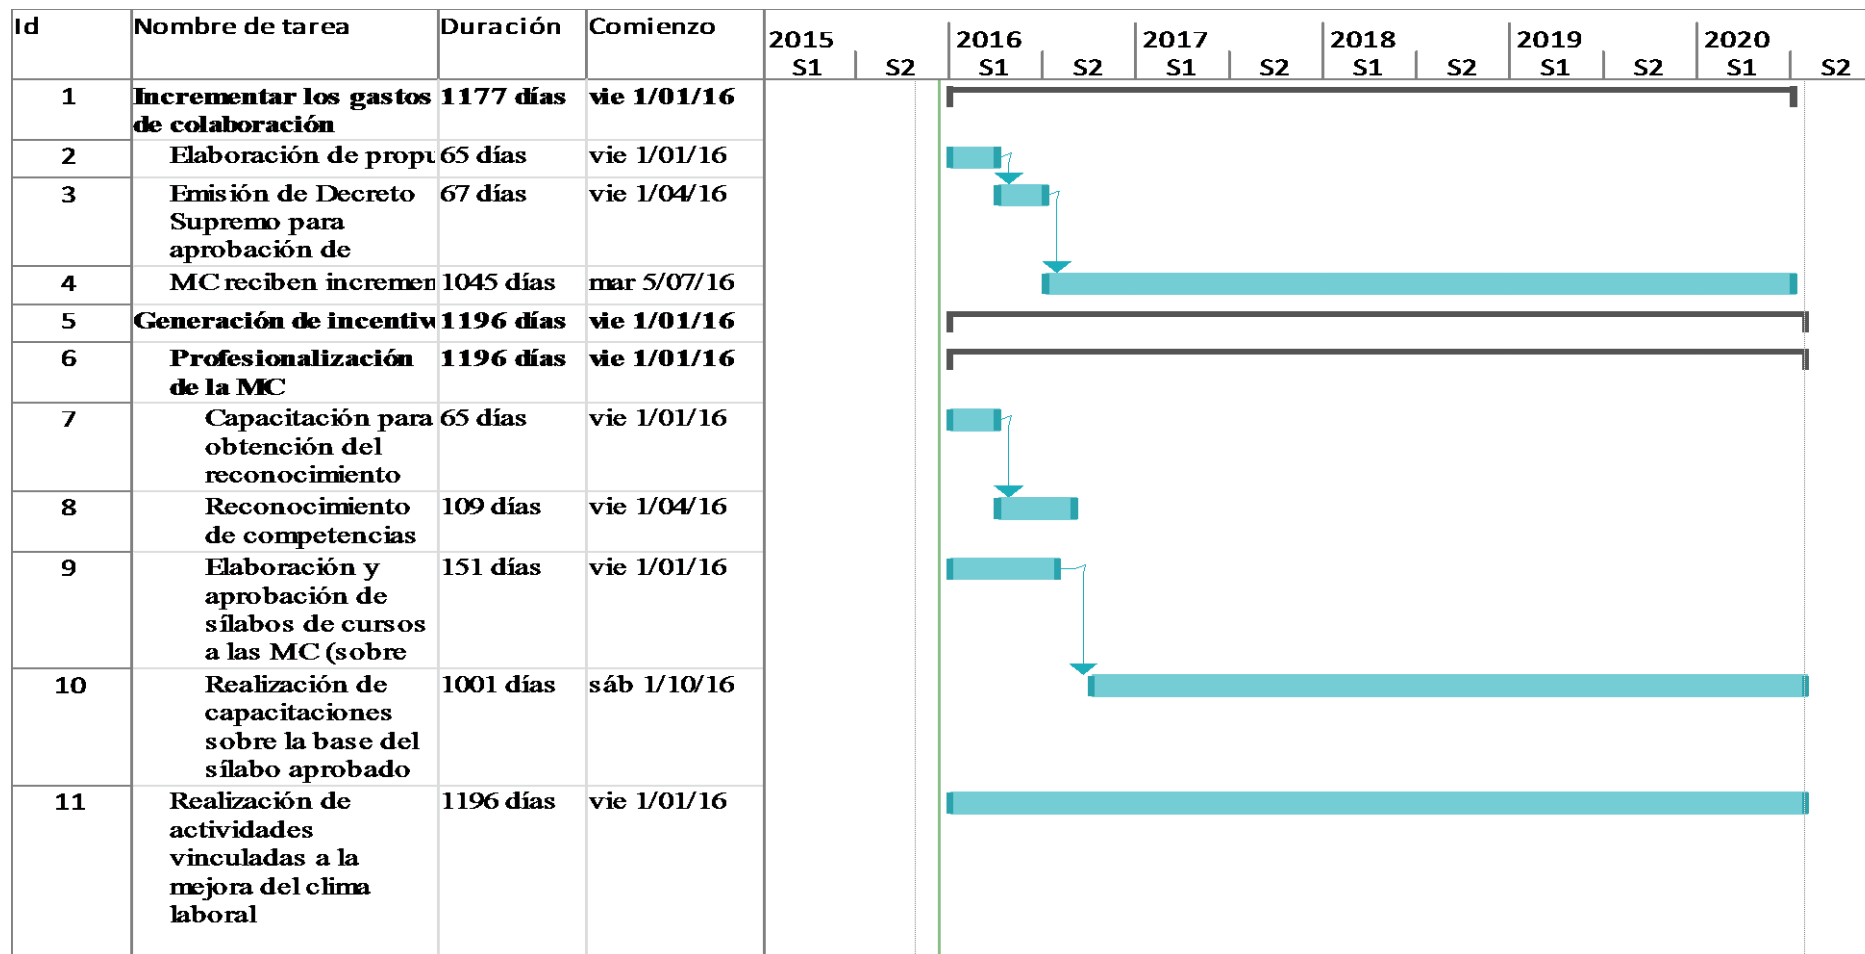 Id Nombre de tarea Duración Comienzo 2015 2016 2017 2018 2019 2020
S1 S2 S1 S2 S1 S2 S1 S2 S1 S2 S1 S2
1 Incrementar los gastos 1177 días vie 1/01/16
de colaboración
2 Elaboración de propu 65 días vie 1/01/16
3 Emisión de Decreto 67 días vie 1/04/16
Supremo para
aprobación de
4 MC reciben incremen 1045 días mar 5/07/16
5 Generación de incentiv 1196 días vie 1/01/16
6 Profesionalización 1196 días vie 1/01/16
de la MC
7 Capacitación para 65 días vie 1/01/16
obtención del
reconocimiento
8 Reconocimiento 109 días vie 1/04/16
de competencias
9 Elaboración y 151 días vie 1/01/16
aprobación de
sílabos de cursos
a las MC (sobre
10 Realización de 1001 días sáb 1/10/16
capacitaciones
sobre la base del
sílabo aprobado
11 Realización de 1196 días vie 1/01/16
actividades
vinculadas a la
mejora del clima
laboral